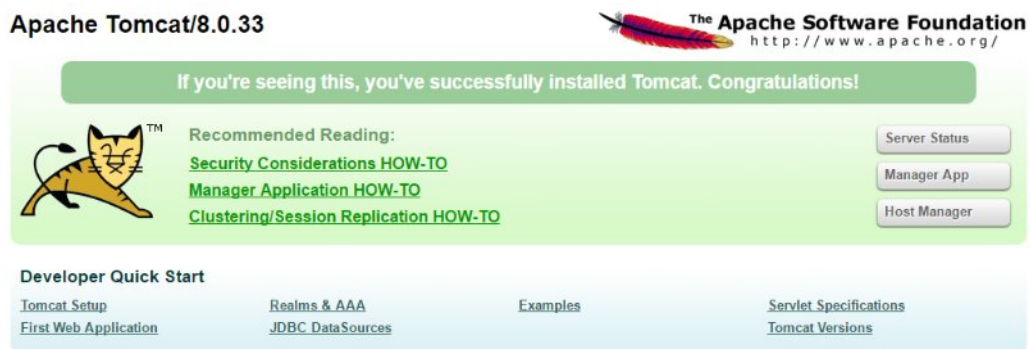 Apache Tomcat/8.0.33
The Apache Software Foundation
http://www.apache.org/
If you're seeing this, you've successfully installed Tomcat. Congratulations!
TM
Recommended Reading:
Security Considerations HOW-TO
Manager Application HOW-TO
Clustering/Session Replication HOW-TO
Server Status
Manager App
Host Manager
Developer Quick Start
Tomcat Setup
Realms & AAA
Examples
Servlet Specifications
First Web Application
JDBC DataSources
Tomcat Versions